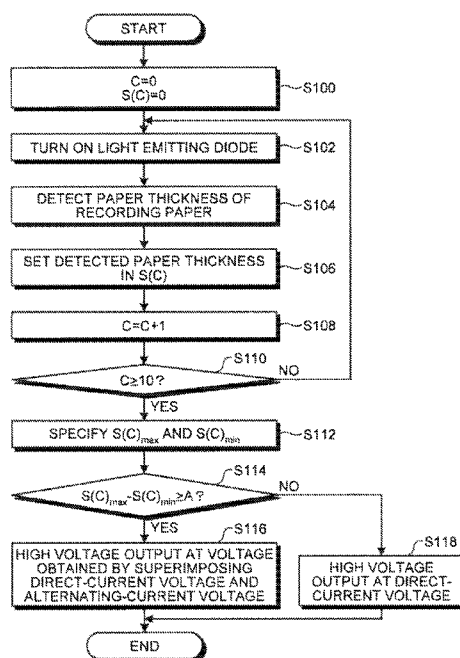 START
C=0
S(C)=0
S100
TURN ON LIGHT EMITTING DIODE
S102
DETECT PAPER THICKNESS OF
RECORDING PAPER
S104
SET DETECTED PAPER THICKNESS
IN S(C)
S106
C=C+1
S108
S110
C≥10?
NO
YES
SPECIFY S(C)max AND S(C)min
S112
S114
S(C)max-S(C)min≥A?
NO
YES
S116
HIGH VOLTAGE OUTPUT AT VOLTAGE
OBTAINED BY SUPERIMPOSING
DIRECT-CURRENT VOLTAGE AND
ALTERNATING-CURRENT VOLTAGE
S118
HIGH VOLTAGE
OUTPUT AT DIRECT-
CURRENT VOLTAGE
END